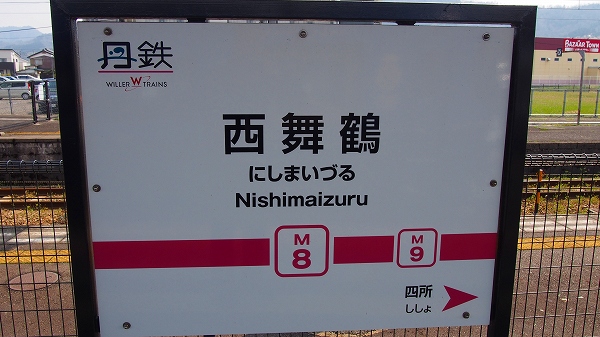 丹鉄
WILLER TRAINS
BAZAAR TOWN
西舞鶴
にしまいづる
Nishimaizuru
M
8
M
9
四所
ししょ